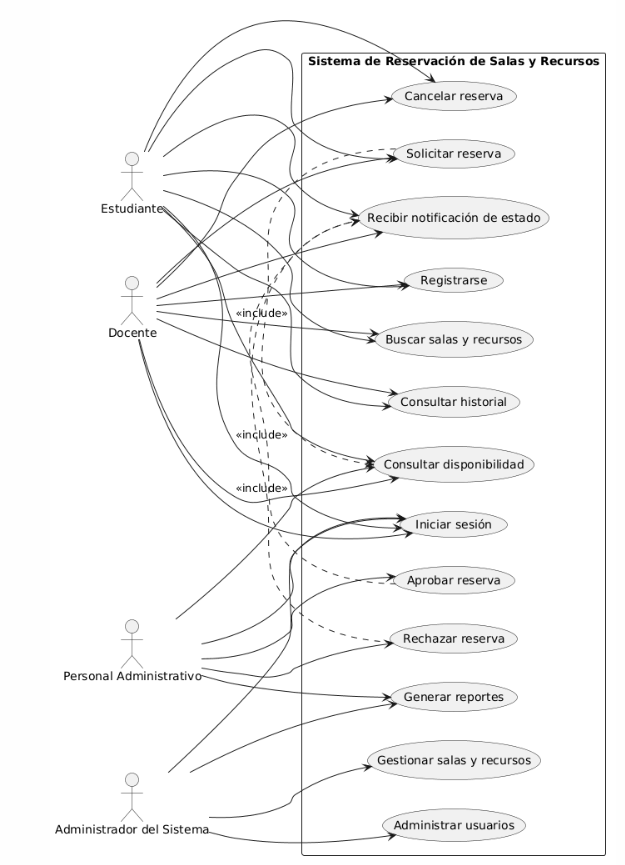 Sistema de Reservación de Salas y Recursos
Cancelar reserva
Solicitar reserva
Estudiante
Recibir notificación de estado
Registrarse
«include»
Docente
Buscar salas y recursos
Consultar historial
«include»
Consultar disponibilidad
«include»
Iniciar sesión
Aprobar reserva
Rechazar reserva
Personal Administrativo
Generar reportes
Gestionar salas y recursos
Administrador del Sistema
Administrar usuarios